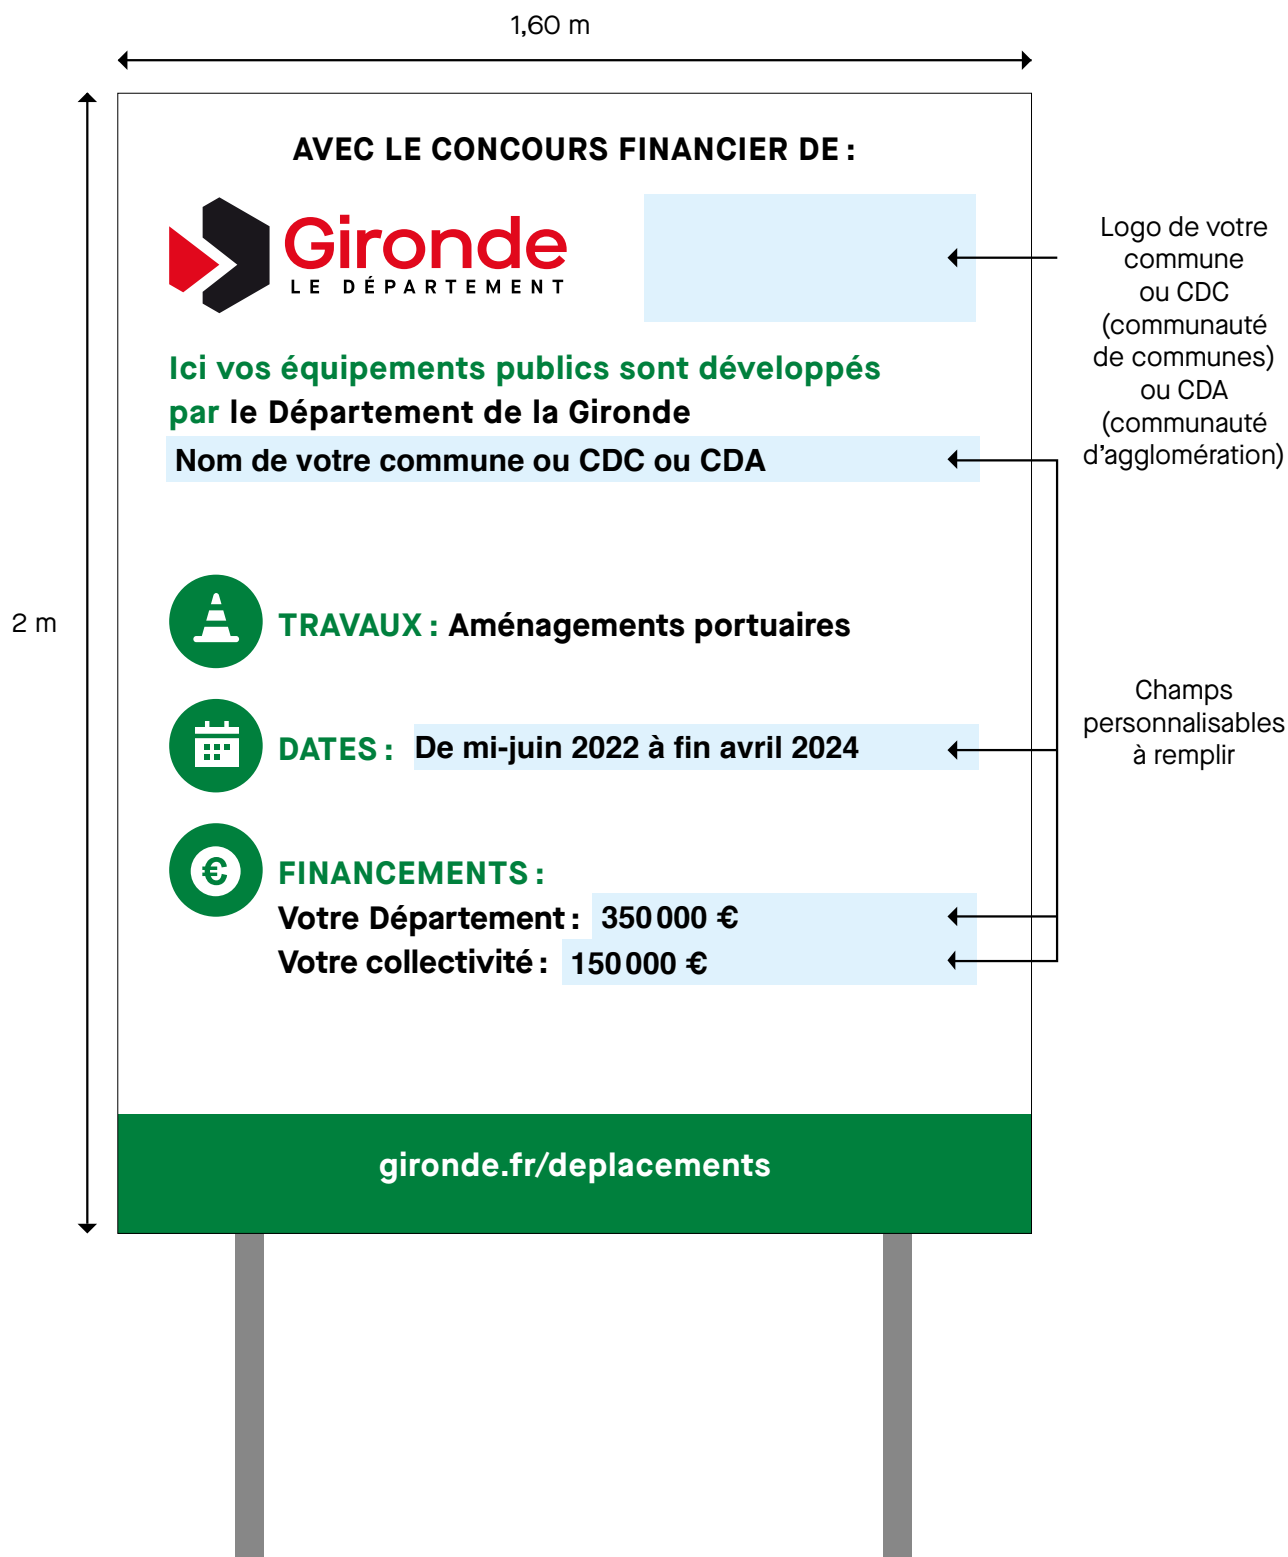 1,60 m
AVEC LE CONCOURS FINANCIER DE :
Gironde
LE DÉPARTEMENT
Logo de votre
commune
ou CDC
(communauté
de communes)
ou CDA
(communauté
d'agglomération)
Ici vos équipements publics sont développés
par le Département de la Gironde
Nom de votre commune ou CDC ou CDA
2 m
TRAVAUX : Aménagements portuaires
Champs
personnalisables
à remplir
DATES : De mi-juin 2022 à fin avril 2024
€
FINANCEMENTS :
Votre Département : 350 000 €
Votre collectivité : 150 000 €
gironde.fr/deplacements